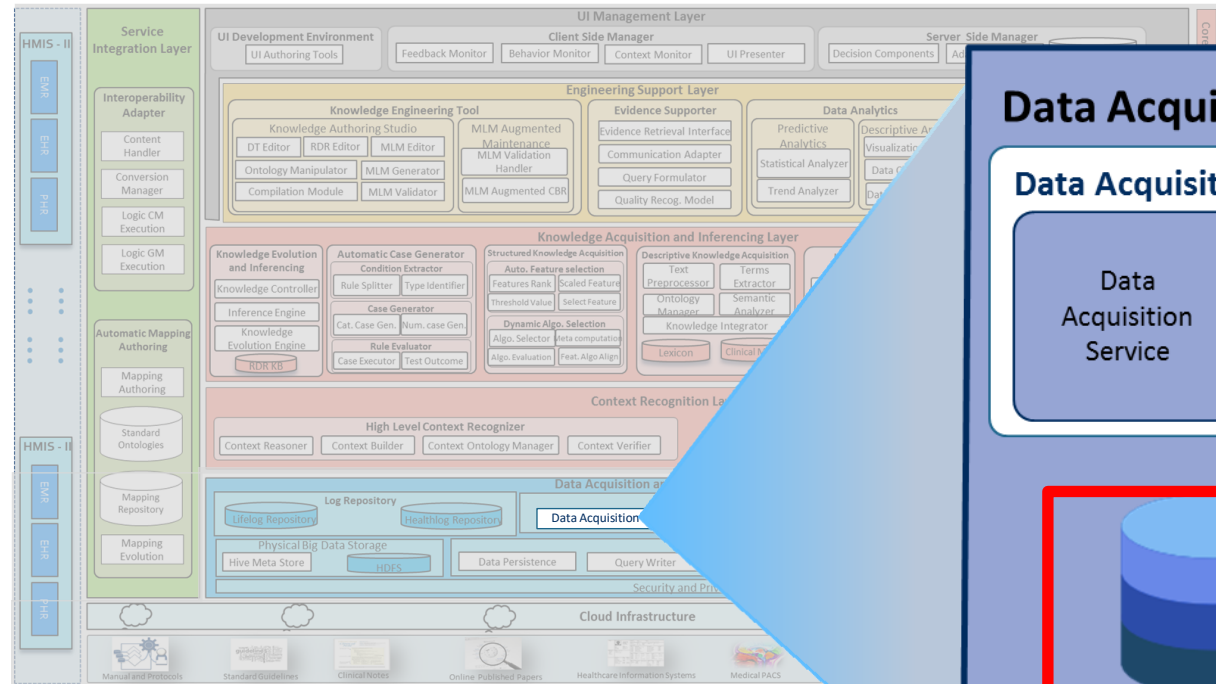 UI Management Layer
UI Development Environment
UI Authoring Tools
Client Side Manager
Feedback Monitor
Behavior Monitor
Context Monitor
UI Presenter
Server Side Manager
Decision Components
HMIS - II
EMR
EHR
PHR
HMIS - II
EMR
EHR
PHR
Service
Integration Layer
Interoperability
Adapter
Content
Handler
Conversion
Manager
Logic CM
Execution
Logic GM
Execution
Automatic Mapping
Authoring
Mapping
Authoring
Standard
Ontologies
Mapping
Repository
Mapping
Evolution
Engineering Support Layer
Knowledge Engineering Tool
Knowledge Authoring Studio
DT Editor
RDR Editor
MLM Editor
Ontology Manipulator
MLM Generator
Compilation Module
MLM Validator
MLM Augmented
Maintenance
MLM Validation
Handler
MLM Augmented CBR
Evidence Supporter
Evidence Retrieval Interface
Communication Adapter
Query Formulator
Quality Recog. Model
Data Analytics
Predictive
Analytics
Statistical Analyzer
Trend Analyzer
Descriptive An
Visualizatio
Data
Dat
Knowledge Acquisition and Inferencing Layer
Knowledge Evolution
and Inferencing
Knowledge Controller
Inference Engine
Knowledge
Evolution Engine
RDR KB
Automatic Case Generator
Condition Extractor
Rule Splitter
Type Identifier
Case Generator
Cat. Case Gen.
Num. case Gen.
Rule Evaluator
Case Executor
Test Outcome
Structured Knowledge Acquisition
Auto. Feature selection
Features Rank
Scaled Feature
Threshold Value
Select Feature
Dynamic Algo. Selection
Algo. Selector
Meta computation
Algo. Evaluation
Feat. Algo Align
Descriptive Knowledge Acquisition
Text
Preprocessor
Terms
Extractor
Ontology
Manager
Semantic
Analyzer
Knowledge Integrator
Lexicon
Clinical M
Context Recognition La
High Level Context Recognizer
Context Reasoner
Context Builder
Context Ontology Manager
Context Verifier
Data Acquisition a
Log Repository
Lifelog Repository
Healthlog Repository
Data Acquisition
Physical Big Data Storage
Hive Meta Store
HDFS
Data Persistence
Query Writer
Security and Pri
Cloud Infrastructure
Manual and Protocols
Standard Guidelines
Clinical Notes
Online Published Papers
Healthcare Information Systems
Medical PACS
Data Acqui
Data Acquisit
Data
Acquisition
Service